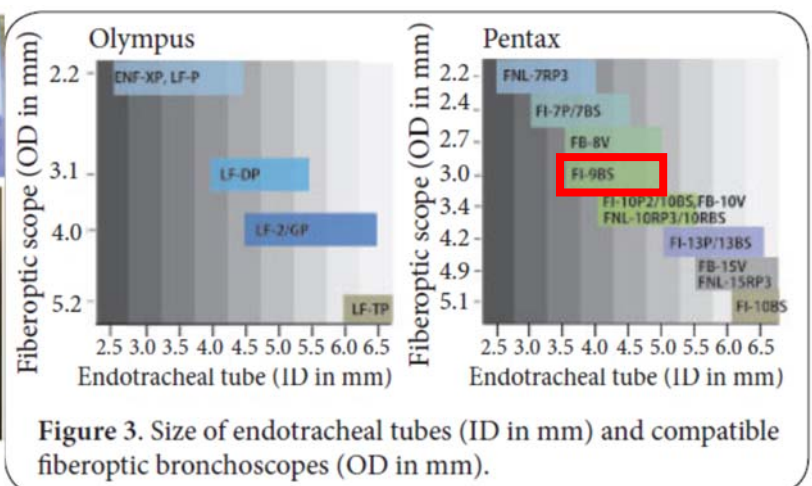 Olympus
Fiberoptic scope (OD in mm)
2.2
3.1
4.0
5.2
ENF-XP, LF-P
LF-DP
LF-2/GP
LF-TP
2.5 3.0 3.5 4.0 4.5 5.0 5.5 6.0 6.5
Endotracheal tube (ID in mm)
Pentax
Fiberoptic scope (OD in mm)
2.2
2.4
2.7
3.0
3.4
4.2
4.9
5.1
FNL-7RP3
FI-7P/7BS
FB-8V
FI-9BS
FI-10P2/10BS,FB-10V
FNL-10RP3/10RBS
FI-13P/13BS
FB-15V
FNL-15RP3
FI-10BS
2.5 3.0 3.5 4.0 4.5 5.0 5.5 6.0 6.5
Endotracheal tube (ID in mm)
Figure 3. Size of endotracheal tubes (ID in mm) and compatible
fiberoptic bronchoscopes (OD in mm).